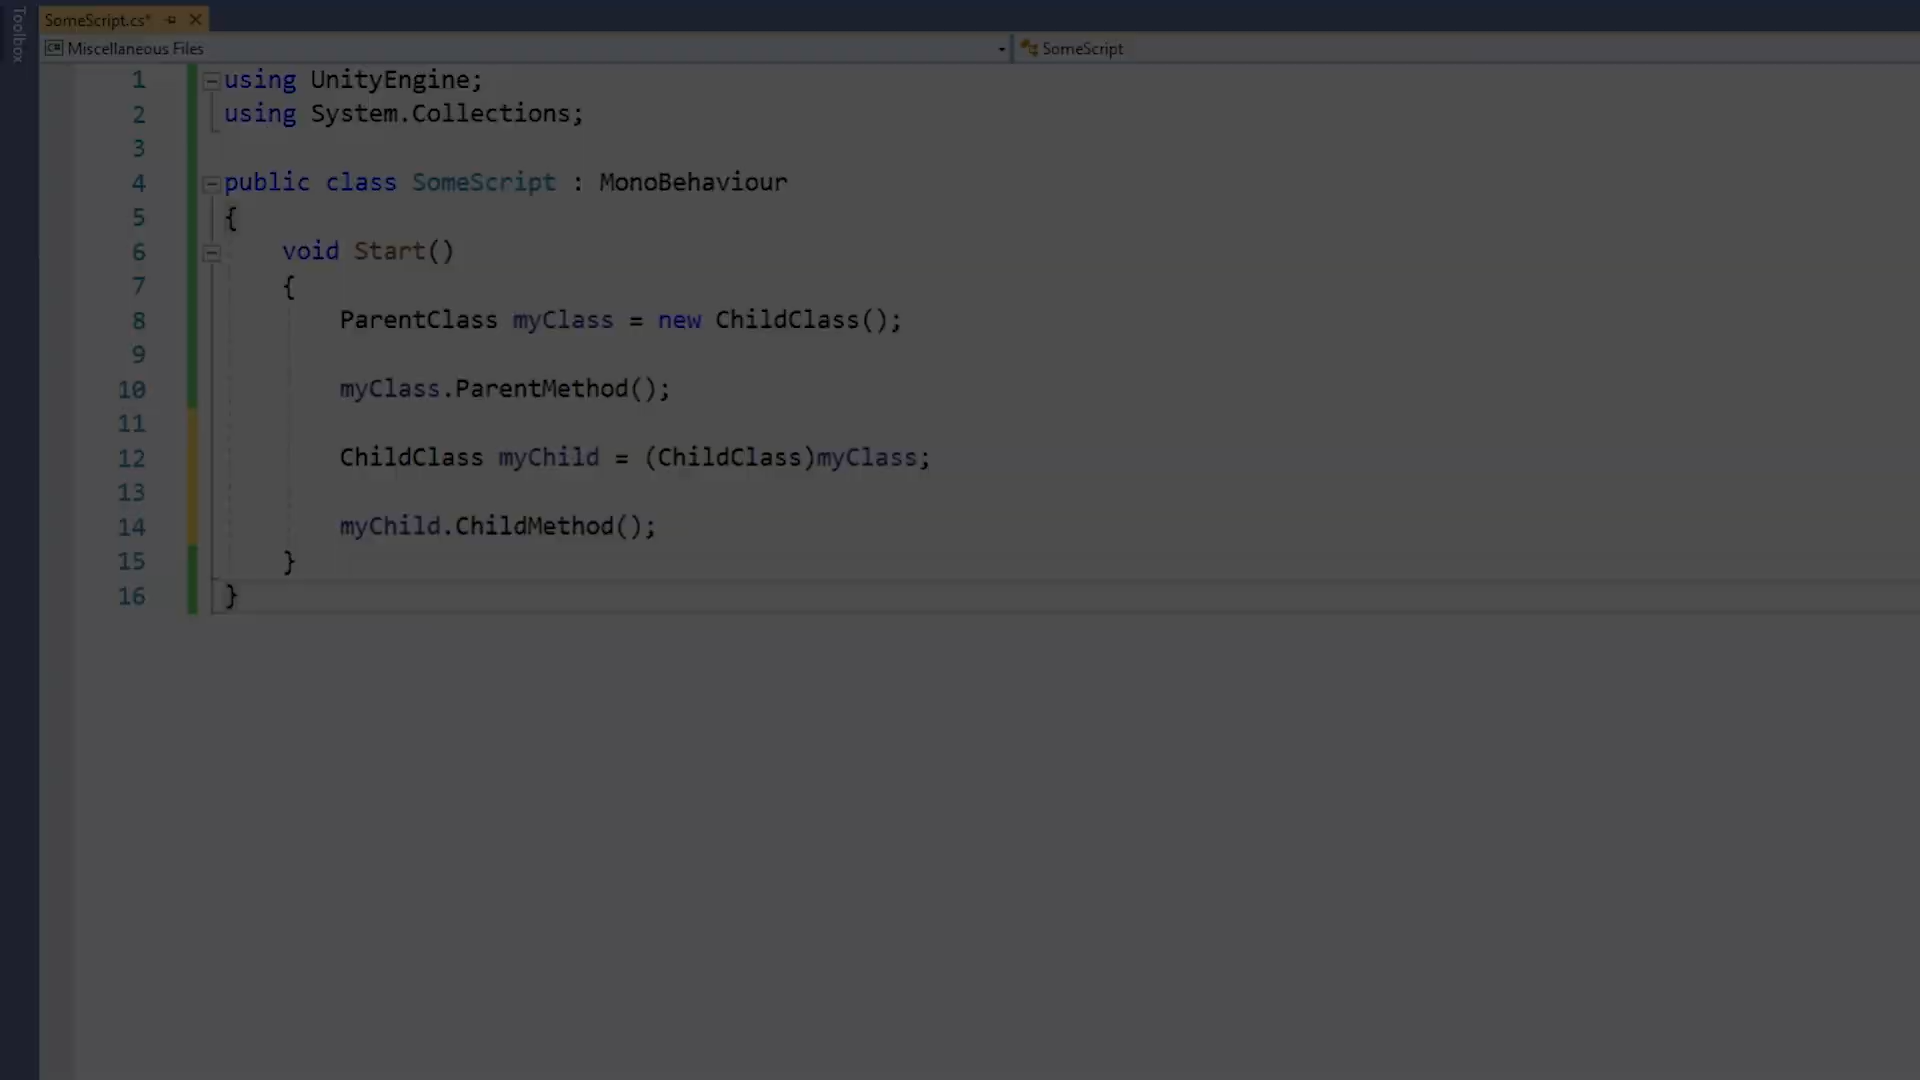 Toolbox
SomeScript.cs*
Miscellaneous Files
SomeScript
1 using UnityEngine;
2 using System.Collections;
3
4 public class SomeScript : MonoBehaviour
5 {
6 void Start()
7 {
8 ParentClass myClass = new ChildClass();
9
10 myClass.ParentMethod();
11
12 ChildClass myChild = (ChildClass)myClass;
13
14 myChild.ChildMethod();
15 }
16 }